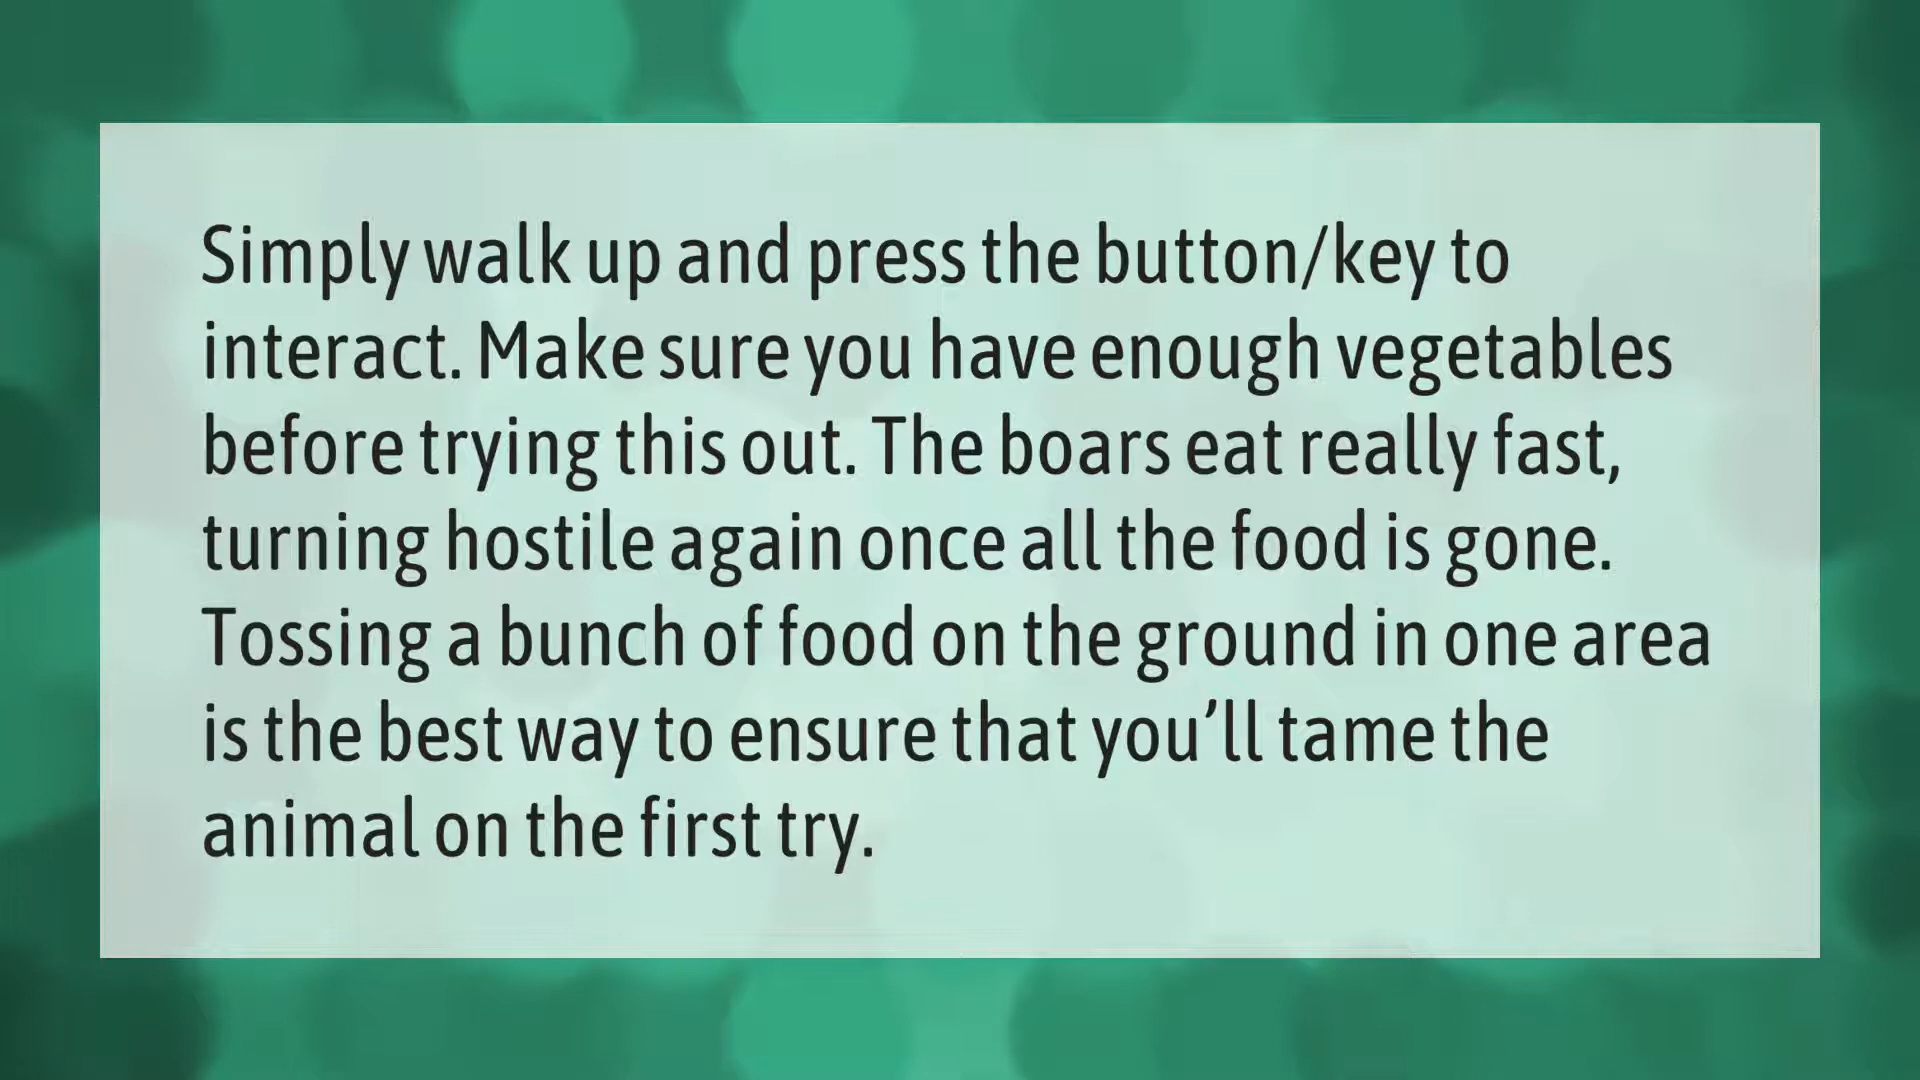 Simply walk up and press the button/key to
interact. Make sure you have enough vegetables
before trying this out. The boars eat really fast,
turning hostile again once all the food is gone.
Tossing a bunch of food on the ground in one area
is the best way to ensure that you’ll tame the
animal on the first try.